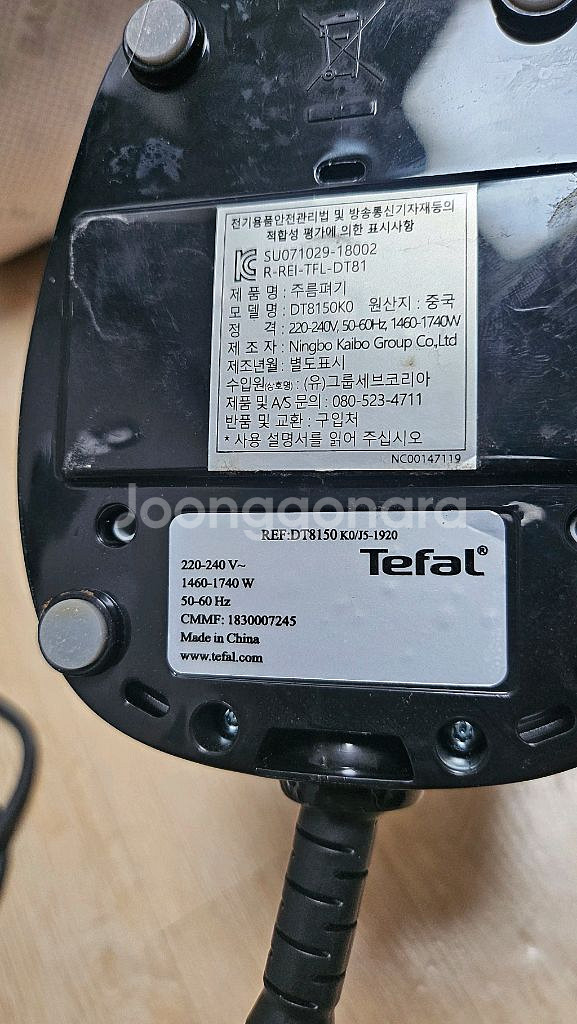 전기용품안전관리법 및 방송통신기자재등의
적합성 평가에 의한 표시사항
SU071029-18002
R-REI-TFL-DT81
제 품 명 : 주름펴기
모 델 명 : DT8150K0 원산지 : 중국
정 격 : 220-240V, 50-60Hz, 1460-1740W
제 조 자 : Ningbo Kaibo Group Co,Ltd
제조년월 : 별도표시
수입원(상호명) : (유)그룹세브코리아
제품 및 A/S 문의 : 080-523-4711
반품 및 교환 : 구입처
* 사용 설명서를 읽어 주십시오
NC00147119
Joonggonara
REF:DT8150 K0/J5-1920
Tefal®
220-240 V~
1460-1740 W
50-60 Hz
CMMF: 1830007245
Made in China
www.tefal.com